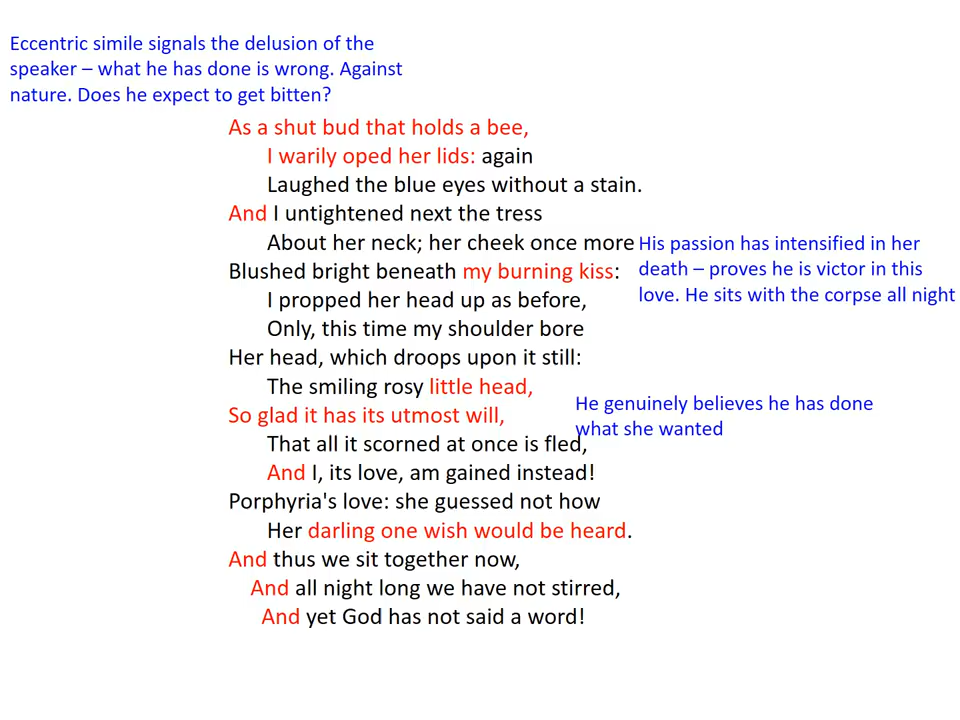 Eccentric simile signals the delusion of the
speaker – what he has done is wrong. Against
nature. Does he expect to get bitten?
As a shut bud that holds a bee,
I warily oped her lids: again
Laughed the blue eyes without a stain.
And I untightened next the tress
About her neck; her cheek once more
Blushed bright beneath my burning kiss:
I propped her head up as before,
Only, this time my shoulder bore
Her head, which droops upon it still:
The smiling rosy little head,
So glad it has its utmost will,
That all it scorned at once is fled,
And I, its love, am gained instead!
Porphyria's love: she guessed not how
Her darling one wish would be heard.
And thus we sit together now,
And all night long we have not stirred,
And yet God has not said a word!
His passion has intensified in her
death – proves he is victor in this
love. He sits with the corpse all night
He genuinely believes he has done
what she wanted